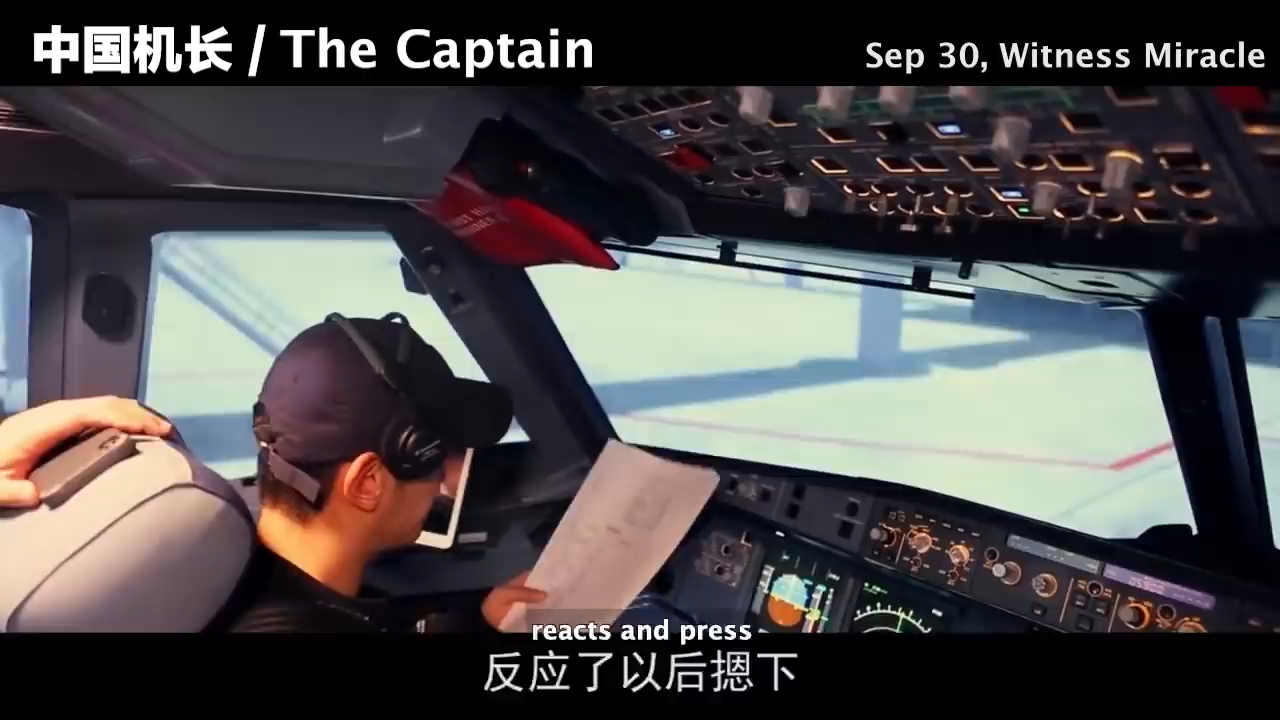 中国机长 / The Captain
Sep 30, Witness Miracle
reacts and press
反应了以后摁下